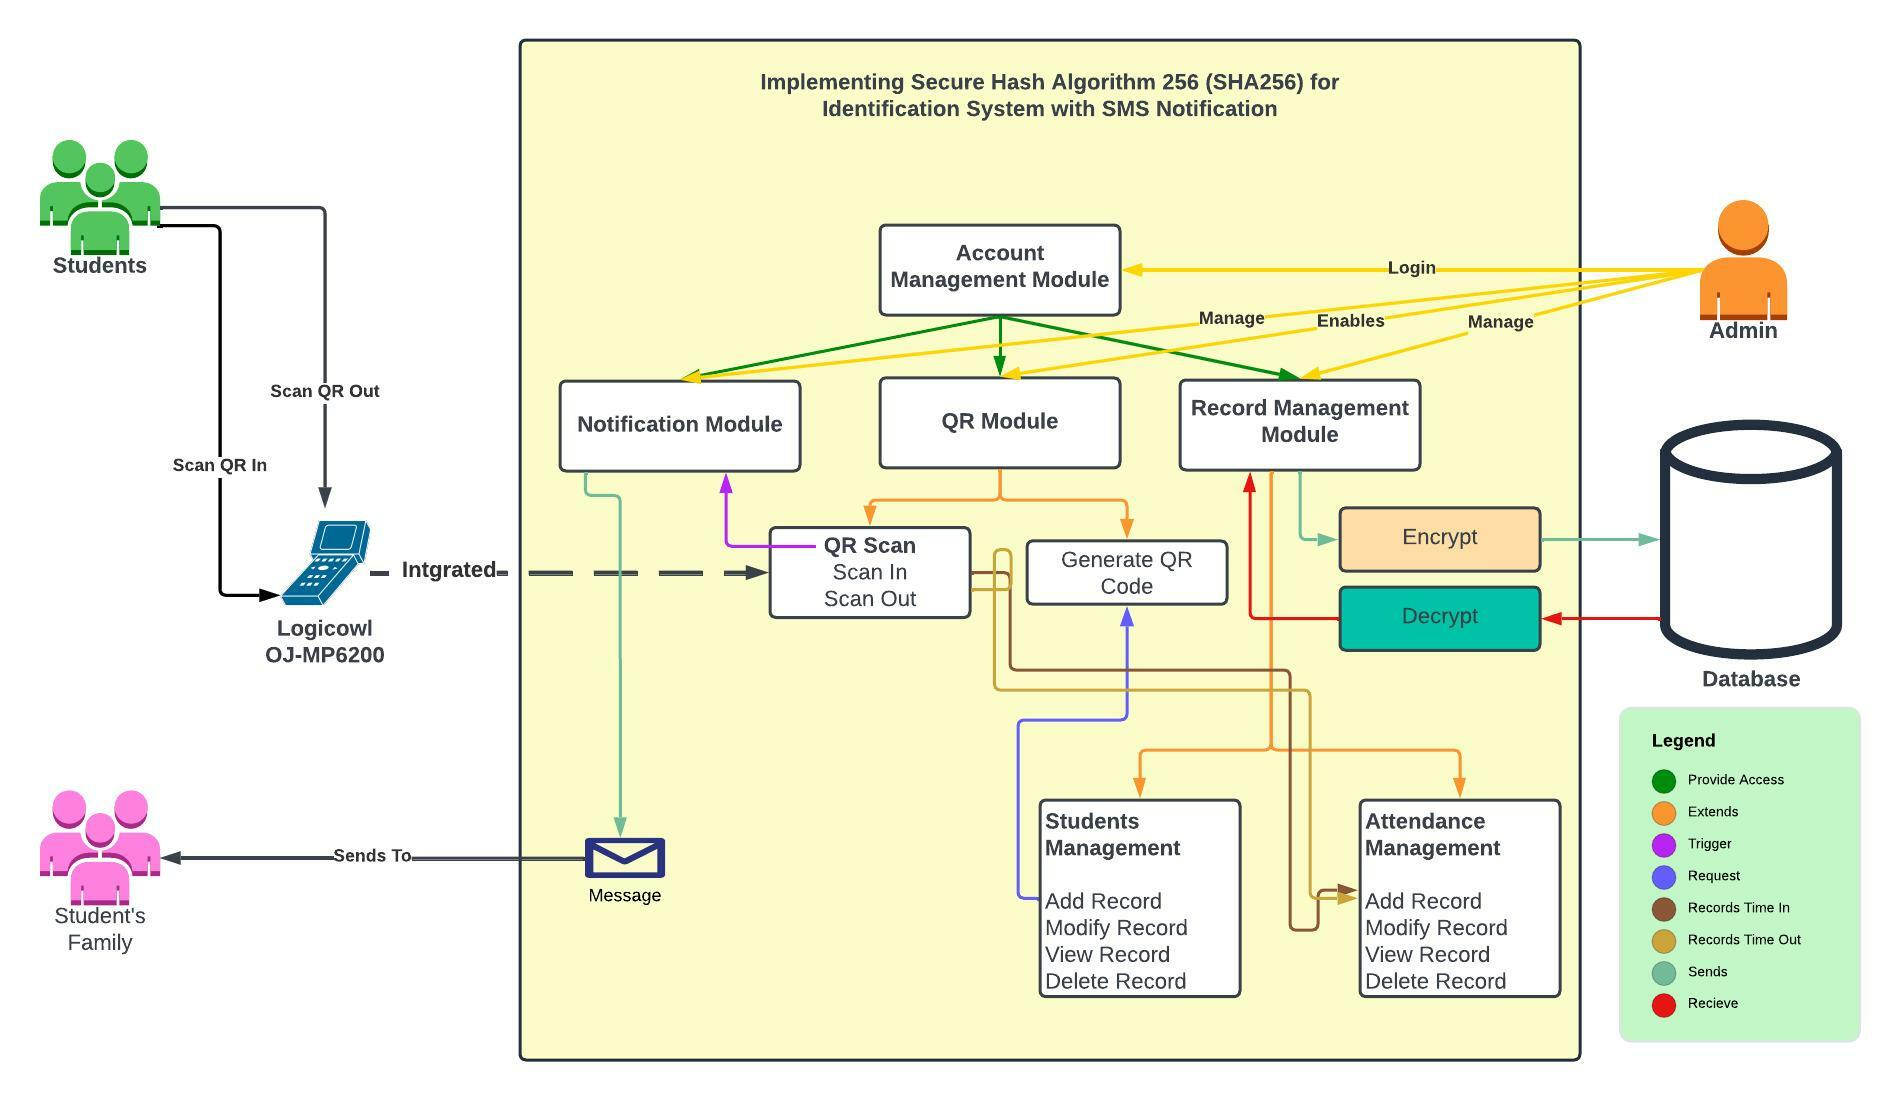 Implementing Secure Hash Algorithm 256 (SHA256) for
Identification System with SMS Notification
Students
Scan QR Out
Scan QR In
Logicowl
OJ-MP6200
Intgrated
Account
Management Module
Login
Manage
Enables
Manage
Admin
Notification Module
QR Module
Record Management
Module
QR Scan
Scan In
Scan Out
Generate QR
Code
Encrypt
Decrypt
Database
Sends To
Message
Student's
Family
Students
Management
Add Record
Modify Record
View Record
Delete Record
Attendance
Management
Add Record
Modify Record
View Record
Delete Record
Legend
Provide Access
Extends
Trigger
Request
Records Time In
Records Time Out
Sends
Recieve